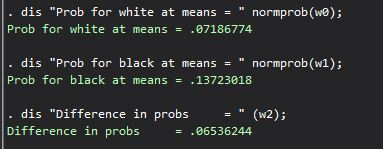 . dis "Prob for white at means = " normprob(w0);
Prob for white at means = .07186774
. dis "Prob for black at means = " normprob(w1);
Prob for black at means = .13723018
. dis "Difference in probs     = " (w2);
Difference in probs     = .06536244